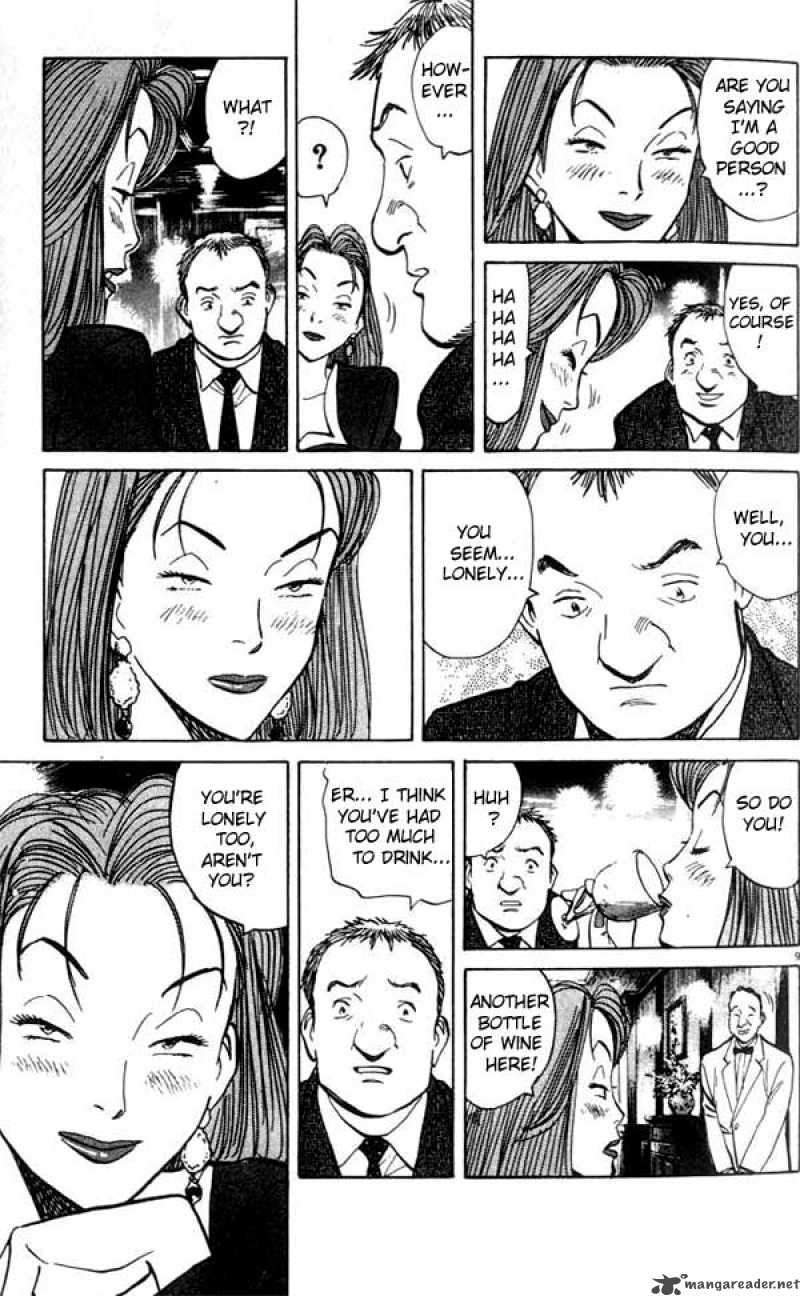 ARE YOU
SAYING
I'M A
GOOD
PERSON
...?
YES, OF
COURSE
!
HA
HA
HA
HA
...
HOW-
EVER
...
?
WHAT
?!
WELL,
YOU...
YOU
SEEM...
LONELY...
SO DO
YOU!
HUH
?
ANOTHER
BOTTLE
OF WINE
HERE!
ER... I THINK
YOU'VE HAD
TOO MUCH
TO DRINK...
YOU'RE
LONELY
TOO,
AREN'T
YOU?
9
mangareader.net